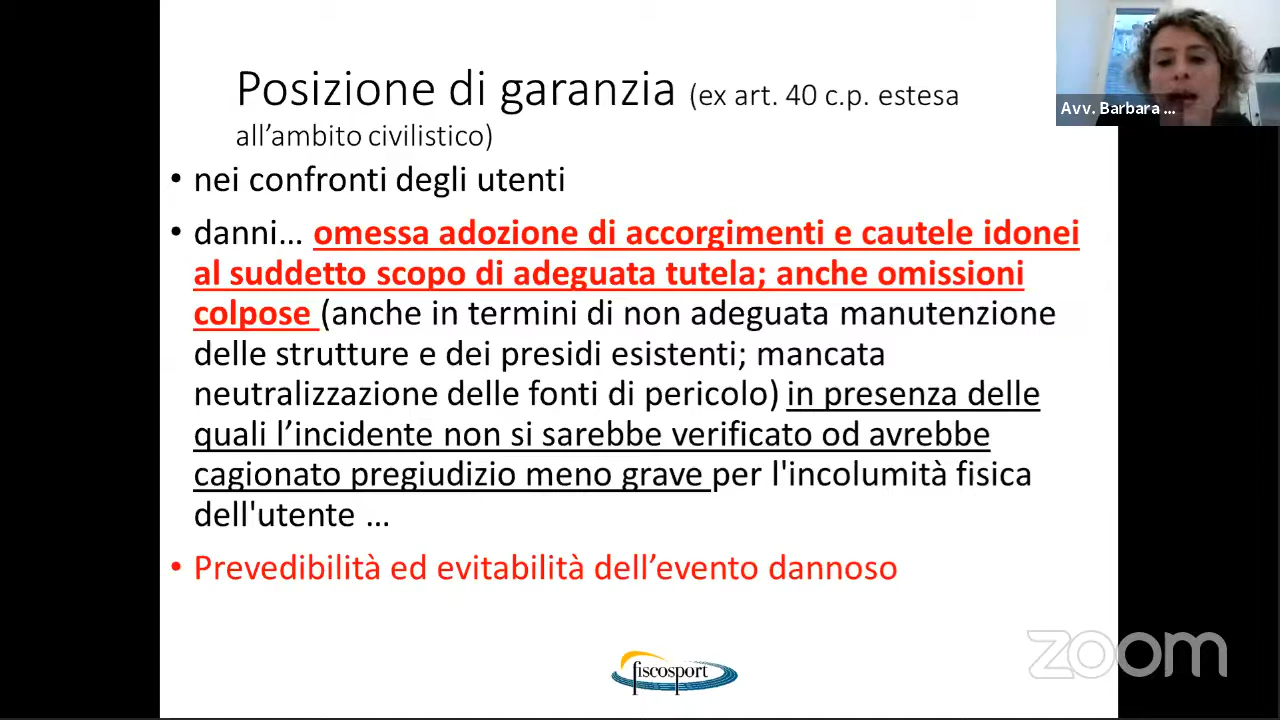 Posizione di garanzia (ex art. 40 c.p. estesa
all’ambito civilistico)
• nei confronti degli utenti
• danni… omessa adozione di accorgimenti e cautele idonei
al suddetto scopo di adeguata tutela; anche omissioni
colpose (anche in termini di non adeguata manutenzione
delle strutture e dei presidi esistenti; mancata
neutralizzazione delle fonti di pericolo) in presenza delle
quali l’incidente non si sarebbe verificato od avrebbe
cagionato pregiudizio meno grave per l'incolumità fisica
dell'utente …
• Prevedibilità ed evitabilità dell’evento dannoso
fiscosport
Avv. Barbara ...
zoom